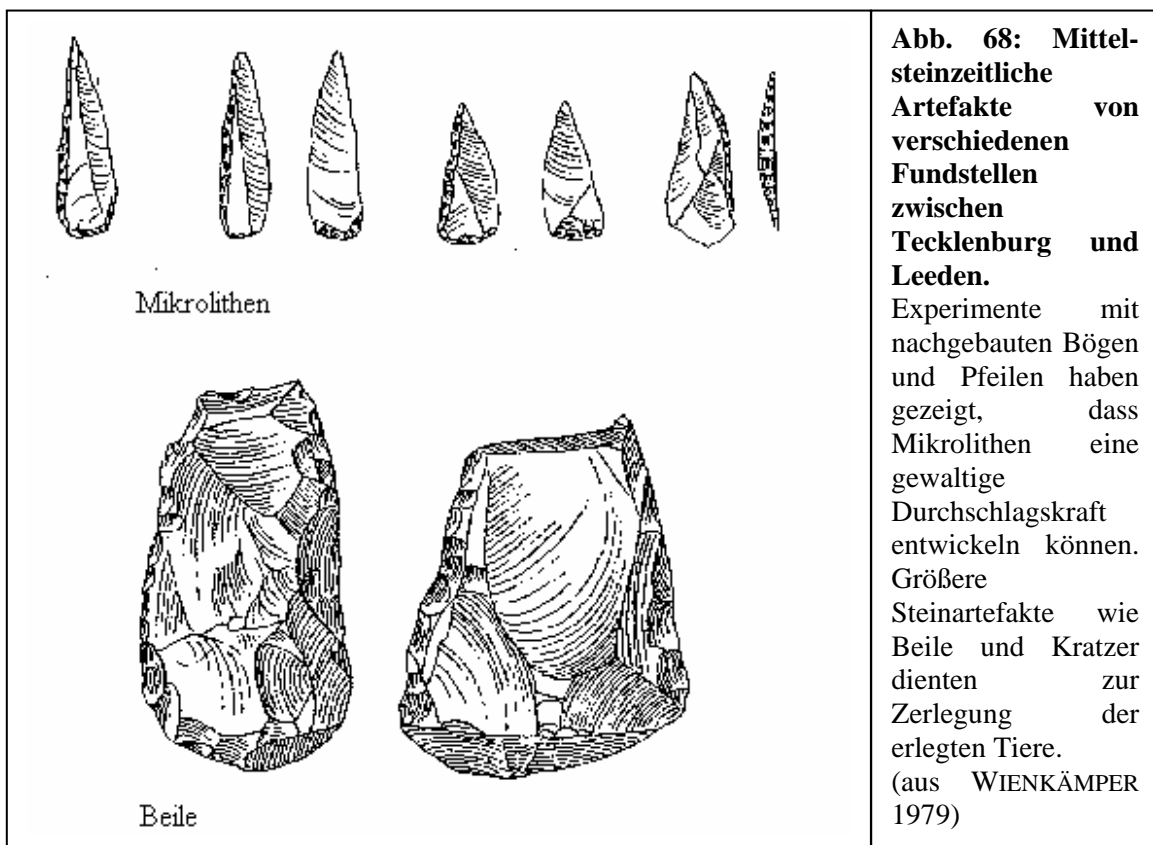 Mikrolithen
Beile
Abb. 68: Mittel-
steinzeitliche
Artefakte von
verschiedenen
Fundstellen
zwischen
Tecklenburg und
Leeden.
Experimente mit
nachgebauten Bögen
und Pfeilen haben
gezeigt, dass
Mikrolithen eine
gewaltige
Durchschlagskraft
entwickeln können.
Größere
Steinartefakte wie
Beile und Kratzer
dienten zur
Zerlegung der
erlegten Tiere.
(aus WIENKÄMPER
1979)